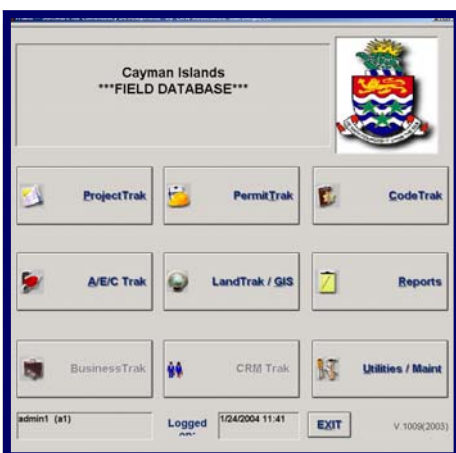 Cayman Islands
***FIELD DATABASE***
ProjectTrak
PermitTrak
CodeTrak
A/E/C Trak
LandTrak / GIS
Reports
BusinessTrak
CRM Trak
Utilities / Maint
admin1 (a1)
Logged
1/24/2004 11:41
EXIT
V.1009(2003)